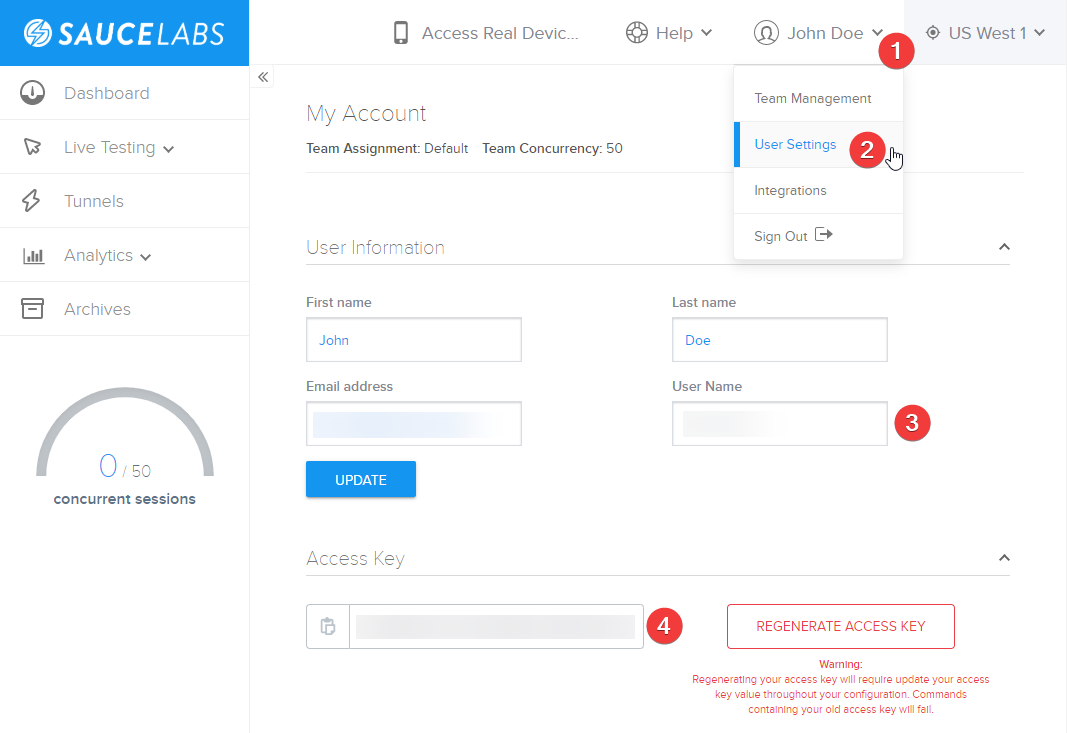 SAUCELABS
Access Real Devic...
Help
John Doe
1
US West 1
Dashboard
Live Testing
Tunnels
Analytics
Archives
0 / 50
concurrent sessions
Team Management
User Settings
2
Integrations
Sign Out
My Account
Team Assignment: Default Team Concurrency: 50
User Information
First name
Last name
John
Doe
Email address
User Name
3
UPDATE
Access Key
4
REGENERATE ACCESS KEY
Warning:
Regenerating your access key will require update your access
key value throughout your configuration. Commands
containing your old access key will fail.